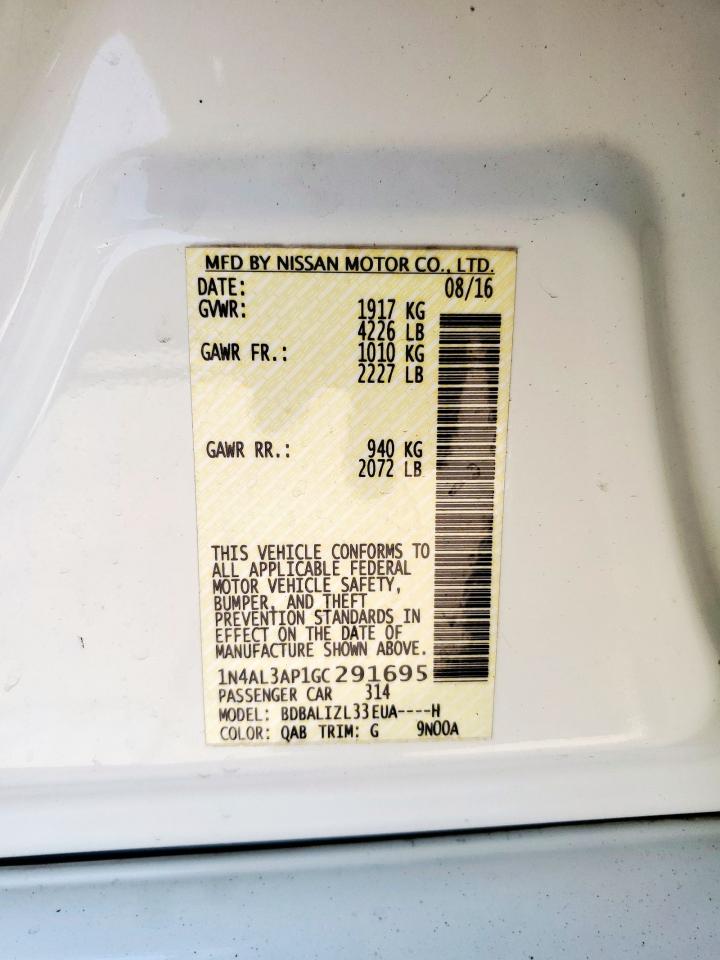 MFD BY NISSAN MOTOR CO., LTD.
DATE: 08/16
GVWR: 1917 KG
4226 LB
GAWR FR.: 1010 KG
2227 LB
GAWR RR.: 940 KG
2072 LB
THIS VEHICLE CONFORMS TO
ALL APPLICABLE FEDERAL
MOTOR VEHICLE SAFETY,
BUMPER, AND THEFT
PREVENTION STANDARDS IN
EFFECT ON THE DATE OF
MANUFACTURE SHOWN ABOVE.
1N4AL3AP1GC291695
PASSENGER CAR 314
MODEL: BDBALIZL33EUA----H
COLOR: QAB TRIM: G 9N00A